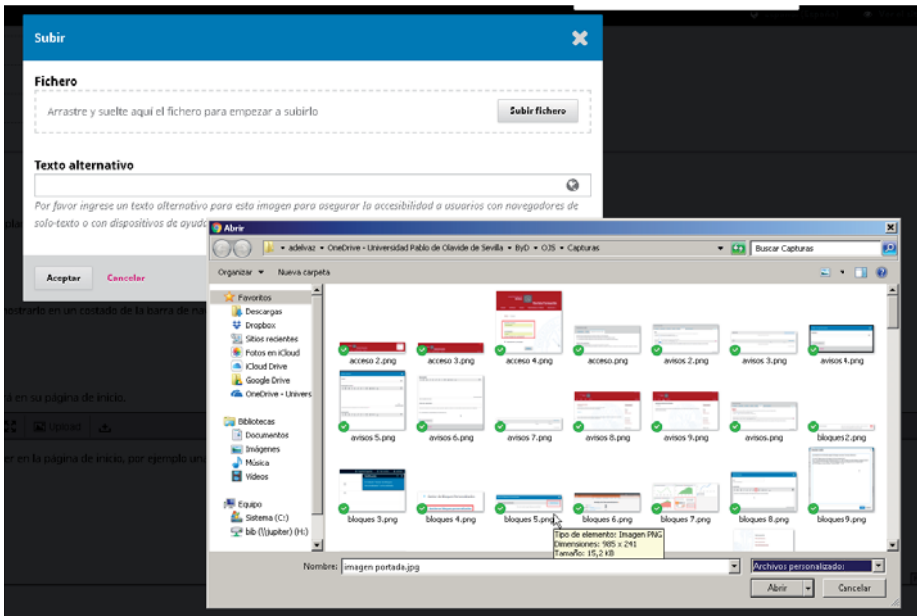 Subir
Fichero
Arrastre y suelte aquí el fichero para empezar a subirlo
Subir fichero
Texto alternativo
Por favor ingrese un texto alternativo para esta imagen para asegurar la accesibilidad a usuarios con navegadores de
solo-texto o con dispositivos de
Aceptar
Cancelar
mostrarlo en un costado de la barra de
en su página de inicio.
Upload
en la página de inicio, por ejemplo
Abrir
adelvaz • OneDrive - Universidad Pablo de Olavide de Sevilla • ByD • OJS • Capturas
Buscar Capturas
Organizar
Nueva carpeta
Favoritos
Descargas
Dropbox
Sitios recientes
Fotos en iCloud
iCloud Drive
Google Drive
OneDrive - Univers
Bibliotecas
Documentos
Imágenes
Música
Vídeos
Equipo
Sistema (C:)
bib (\\jupiter) (H:)
acceso 2.png
acceso 3.png
acceso 4.png
acceso.png
avisos 2.png
avisos 3.png
avisos 4.png
avisos 5.png
avisos 6.png
avisos 7.png
avisos 8.png
avisos 9.png
avisos.png
bloques2.png
bloques 3.png
bloques 4.png
bloques 5.png
bloques 6.png
bloques 7.png
bloques 8.png
bloques9.png
Tipo de elemento: Imagen PNG
Dimensiones: 985 x 241
Tamaño: 15,2 KB
Nombre:
imagen portada.jpg
Archivos personalizado:
Abrir
Cancelar